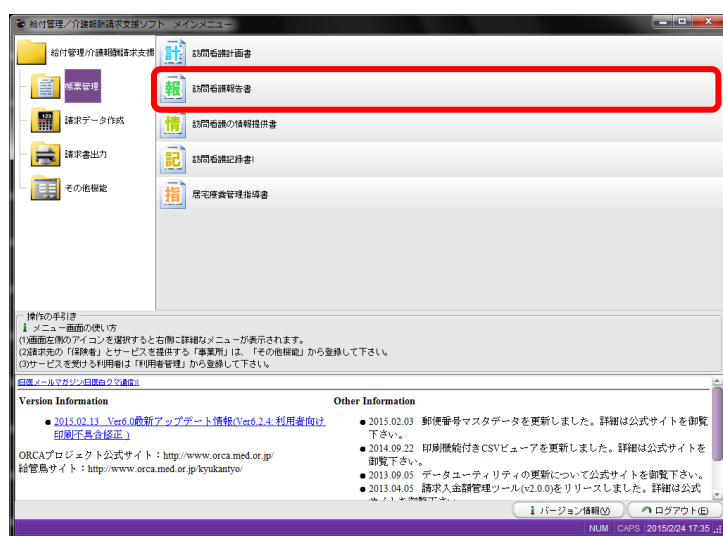 給付管理／介護報酬請求支援ソフト メインメニュー
給付管理/介護報酬請求支援
帳票管理
請求データ作成
請求書出力
その他機能
計 訪問看護計画書
報 訪問看護報告書
情 訪問看護の情報提供書
記 訪問看護記録書I
指 居宅療養管理指導書
操作の手引き
i メニュー画面の使い方
(1)画面左側のアイコンを選択すると右側に詳細なメニューが表示されます。
(2)請求先の「保険者」とサービスを提供する「事業所」は、「その他機能」から登録して下さい。
(3)サービスを受ける利用者は「利用者管理」から登録して下さい。
Version Information
● 2015.02.13 Ver6.0最新アップデート情報(Ver6.2.4: 利用者向け
印刷不具合修正 )
ORCAプロジェクト公式サイト：http://www.orca.med.or.jp/
給管鳥サイト：http://www.orca.med.or.jp/kyukantyo/
Other Information
● 2015.02.03 郵便番号マスタデータを更新しました。詳細は公式サイトを御覧
下さい。
● 2014.09.22 印刷機能付きCSVビューアを更新しました。詳細は公式サイトを
御覧下さい。
● 2013.09.05 データユーティリティの更新について公式サイトを御覧下さい。
● 2013.04.05 請求入金額管理ツール(v2.0.0)をリリースしました。詳細は公式
i バージョン情報(V)
ログアウト(E)
NUM CAPS 2015/2/24 17:35